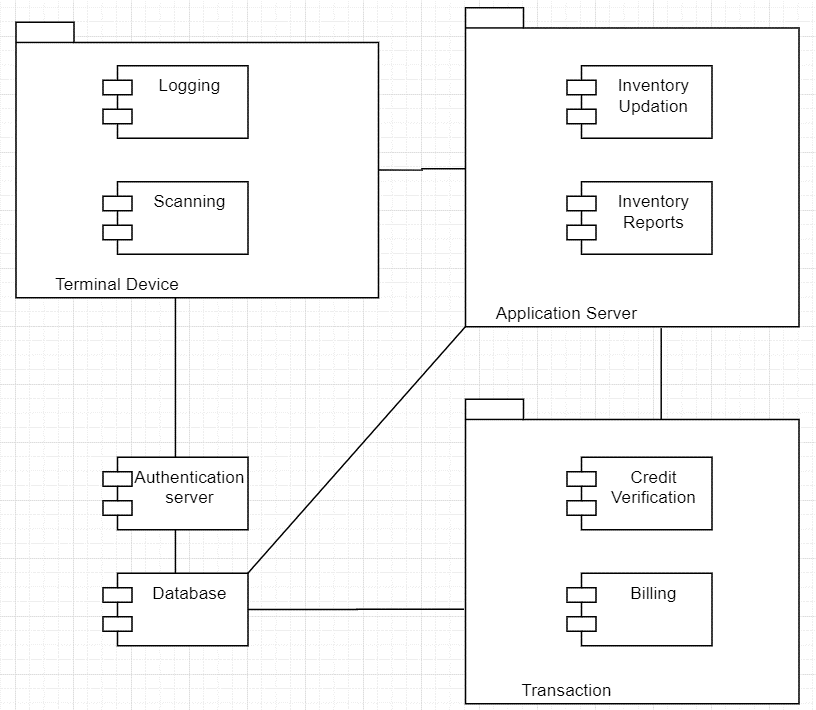 Logging
Scanning
Terminal Device
Inventory
Updation
Inventory
Reports
Application Server
Authentication
server
Database
Credit
Verification
Billing
Transaction